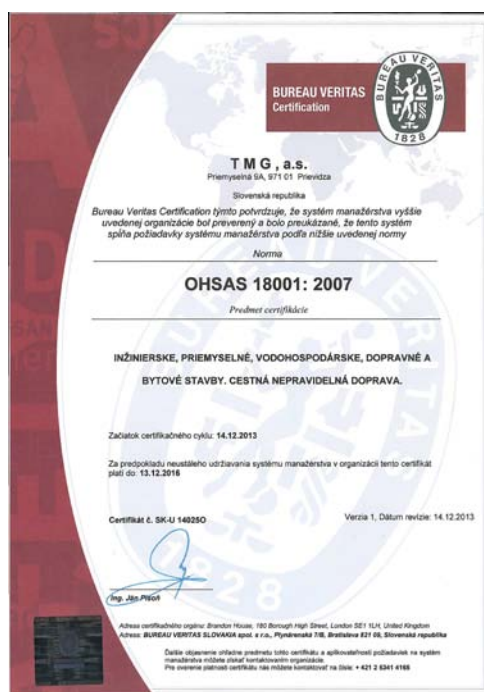 BUREAU VERITAS
Certification
BUREAU VERITAS
1828
T M G , a.s.
Priemyselná 9A, 971 01 Prievidza
Slovenská republika
Bureau Veritas Certification týmto potvrdzuje, že systém manažérstva vyššie
uvedenej organizácie bol preverený a bolo preukázané, že tento systém
spĺňa požiadavky systému manažérstva podľa nižšie uvedenej normy
Norma
OHSAS 18001: 2007
Predmet certifikácie
INŽINIERSKE, PRIEMYSELNÉ, VODOHOSPODÁRSKE, DOPRAVNÉ A
BYTOVÉ STAVBY. CESTNÁ NEPRAVIDELNÁ DOPRAVA.
Začiatok certifikačného cyklu: 14.12.2013
Za predpokladu neustáleho udržiavania systému manažérstva v organizácii tento certifikát
platí do: 13.12.2016
Certifikát č. SK-U 14025O
Verzia 1, Dátum revízie: 14.12.2013
Ing. Ján Pisoň
Adresa certifikačného orgánu: Brandon House, 180 Borough High Street, London SE1 1LH, United Kingdom
Adresa: BUREAU VERITAS SLOVAKIA spol. s r.o., Plynárenská 7/B, Bratislava 821 09, Slovenská republika
Ďalšie objasnenie ohľadne predmetu tohto certifikátu a aplikovateľnosti požiadaviek na systém
manažérstva môžete získať kontaktovaním organizácie.
Pre overenie platnosti certifikátu nás môžete kontaktovať na čísle: + 421 2 5341 4165